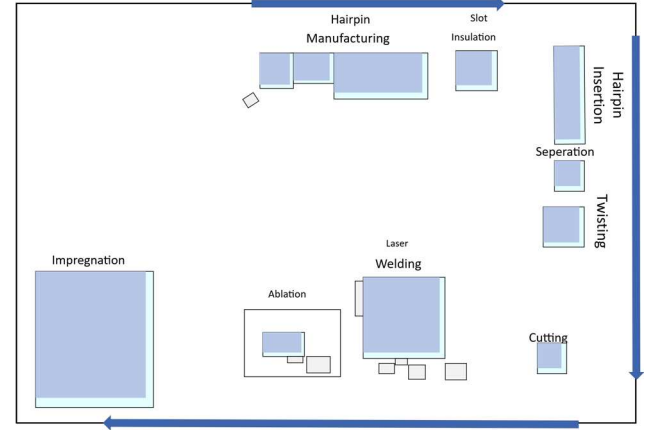 Hairpin
Manufacturing
Slot
Insulation
Hairpin
Insertion
Seperation
Twisting
Laser
Welding
Impregnation
Ablation
Cutting